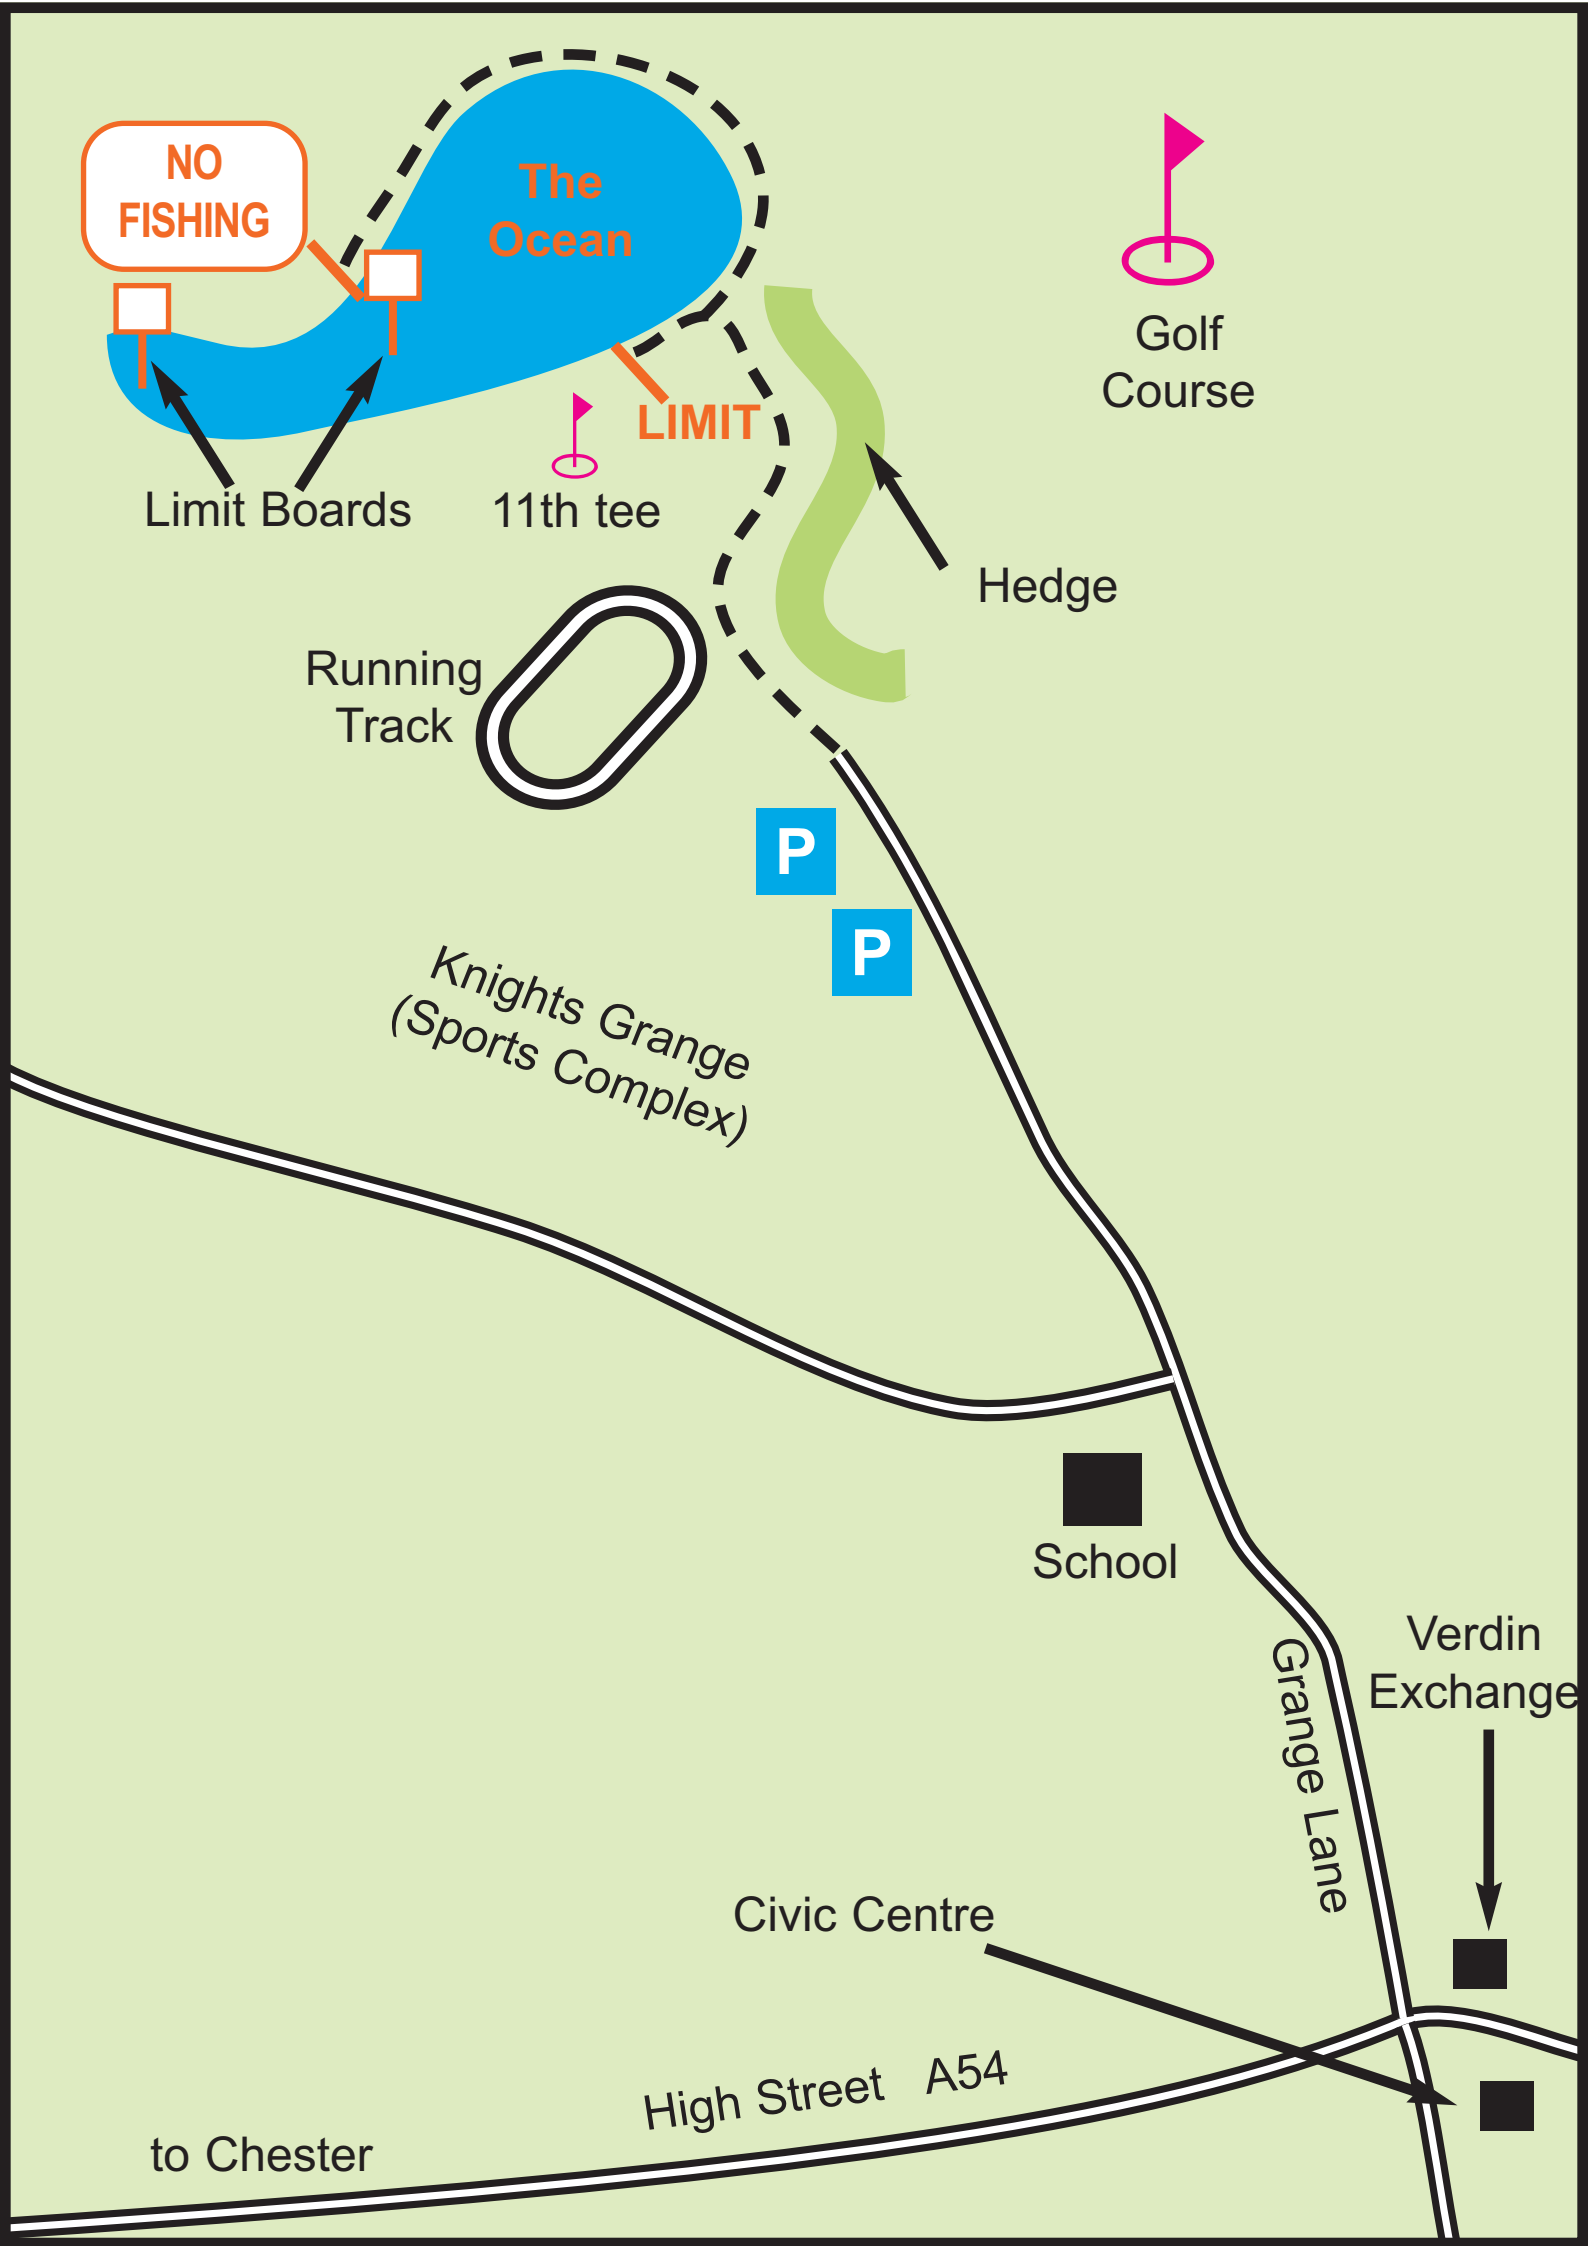 NO
FISHING
The
Ocean
Golf
Course
LIMIT
Limit Boards
11th tee
Hedge
Running
Track
P
P
Knights Grange
(Sports Complex)
School
Verdin
Exchange
Grange Lane
Civic Centre
High Street A54
to Chester